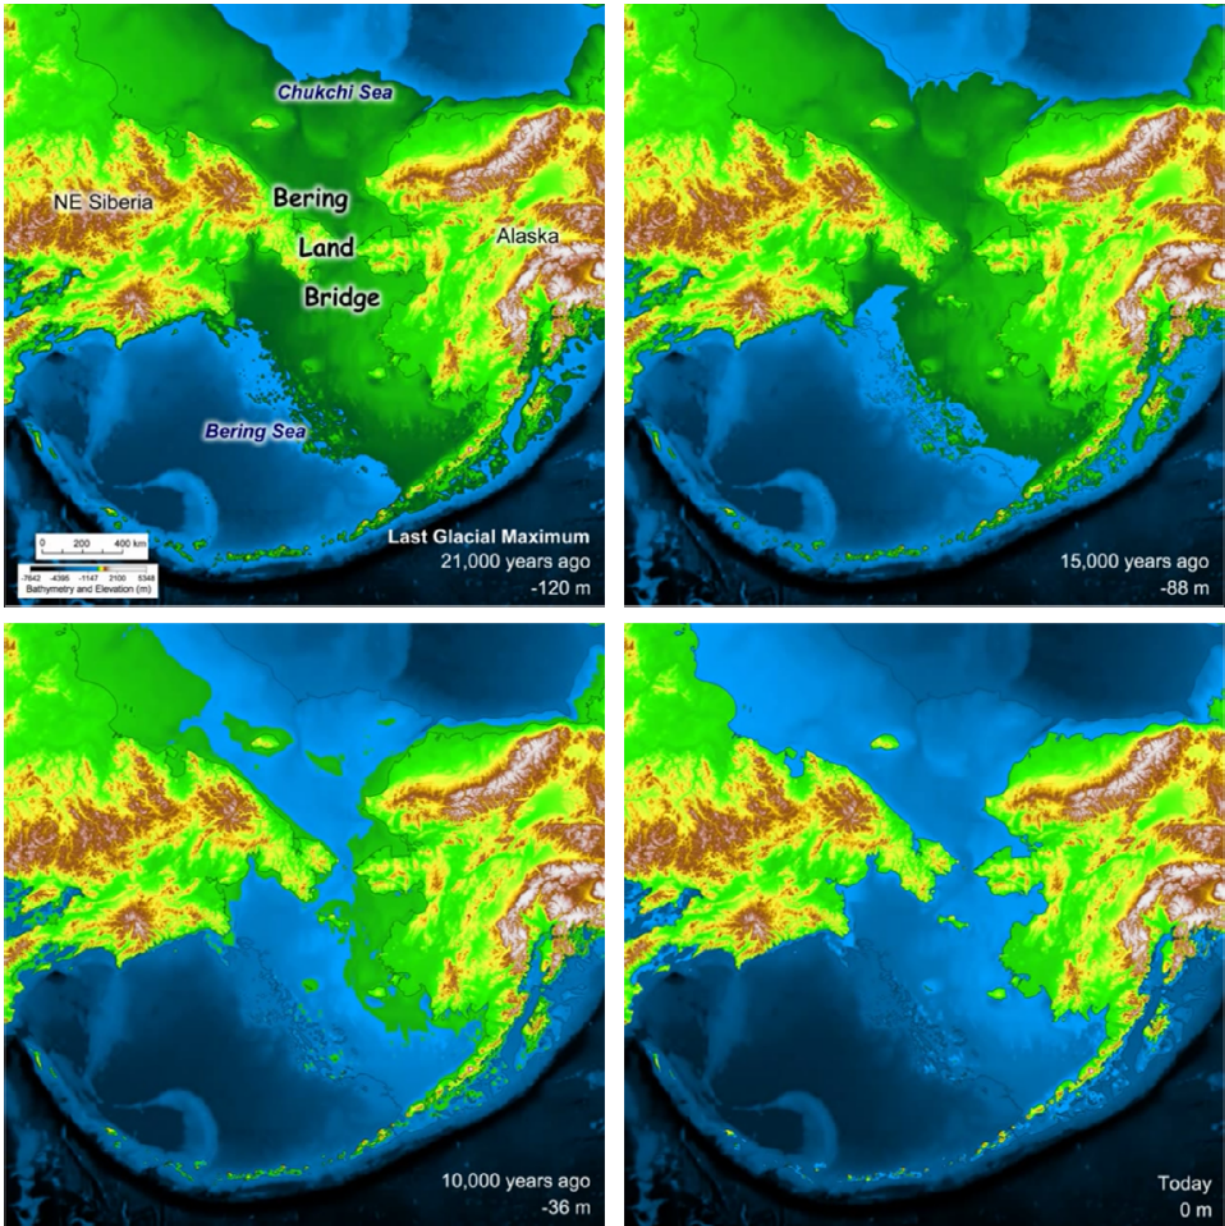 Chukchi Sea
NE Siberia
Bering
Land
Bridge
Alaska
Bering Sea
0 200 400 km
-7642 -4395 -1147 2100 5348
Bathymetry and Elevation (m)
Last Glacial Maximum
21,000 years ago
-120 m
15,000 years ago
-88 m
10,000 years ago
-36 m
Today
0 m